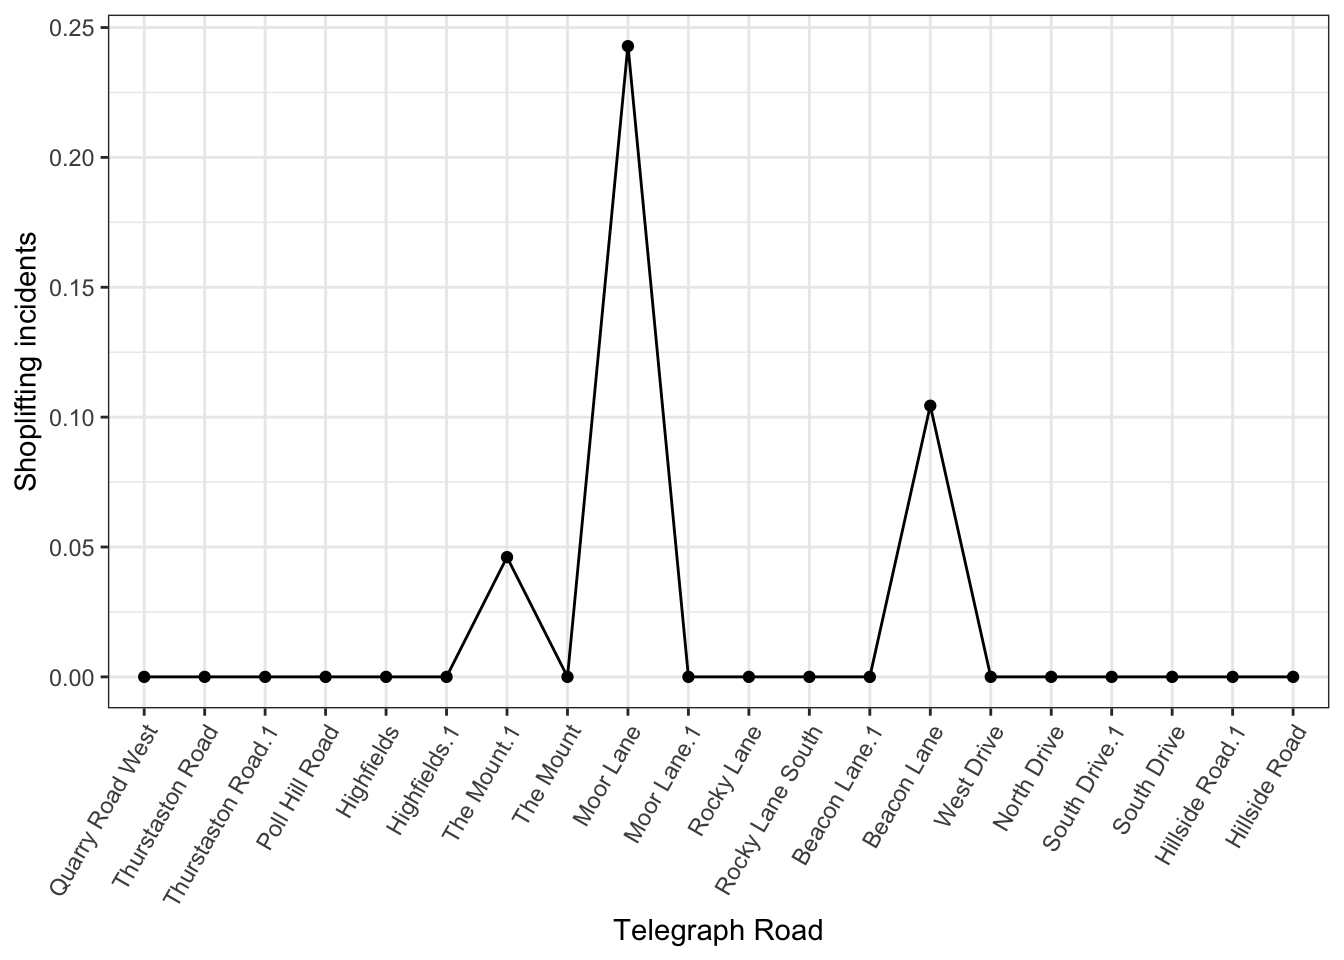 0.25
0.20
0.15
0.10
0.05
0.00
Shoplifting incidents
Quarry Road West
Thurstaston Road
Thurstaston Road.1
Poll Hill Road
Highfields
Highfields.1
The Mount.1
The Mount
Moor Lane
Moor Lane.1
Rocky Lane
Rocky Lane South
Beacon Lane.1
Beacon Lane
West Drive
North Drive
South Drive.1
South Drive
Hillside Road.1
Hillside Road
Telegraph Road